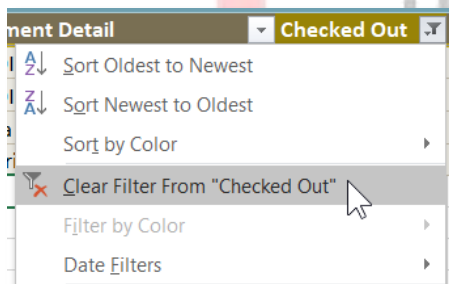 ment Detail Checked Out
Sort Oldest to Newest
Sort Newest to Oldest
Sort by Color
Clear Filter From "Checked Out"
Filter by Color
Date Filters